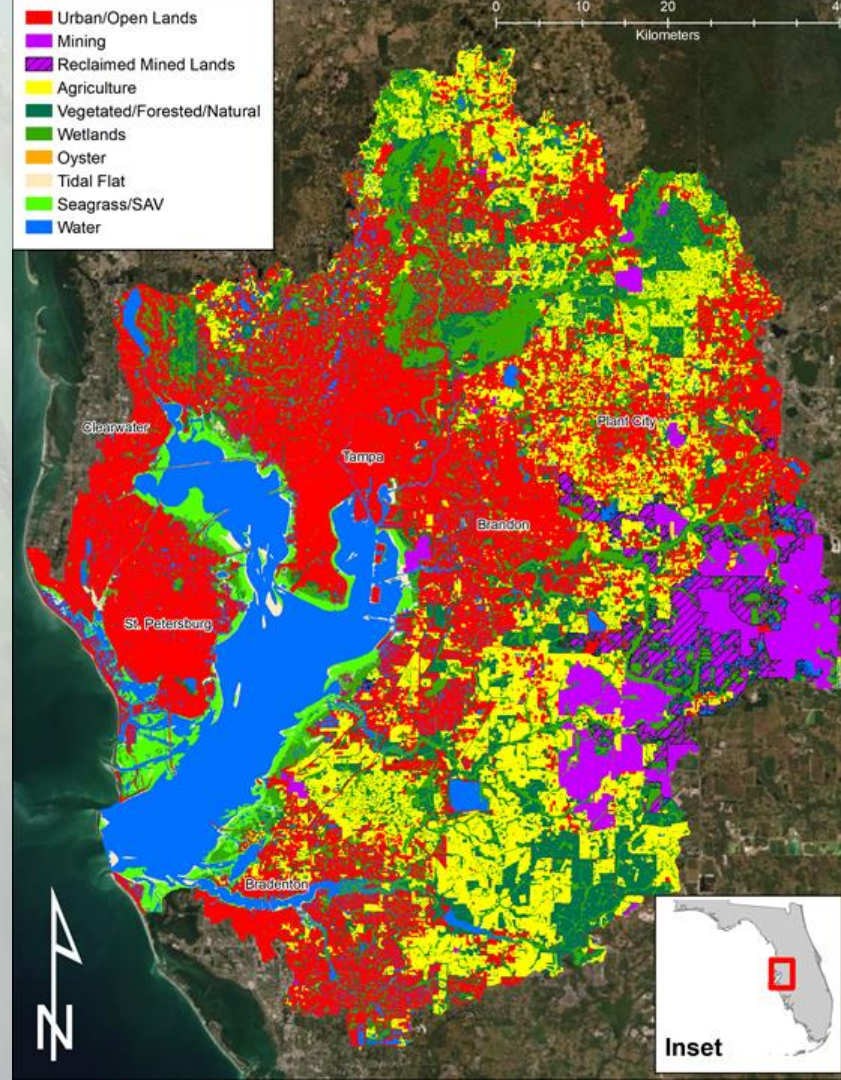 Urban/Open Lands
Mining
Reclaimed Mined Lands
Agriculture
Vegetated/Forested/Natural
Wetlands
Oyster
Tidal Flat
Seagrass/SAV
Water
0 10 20 40
Kilometers
Clearwater
Tampa
Plant City
Brandon
St. Petersburg
Bradenton
N
Inset